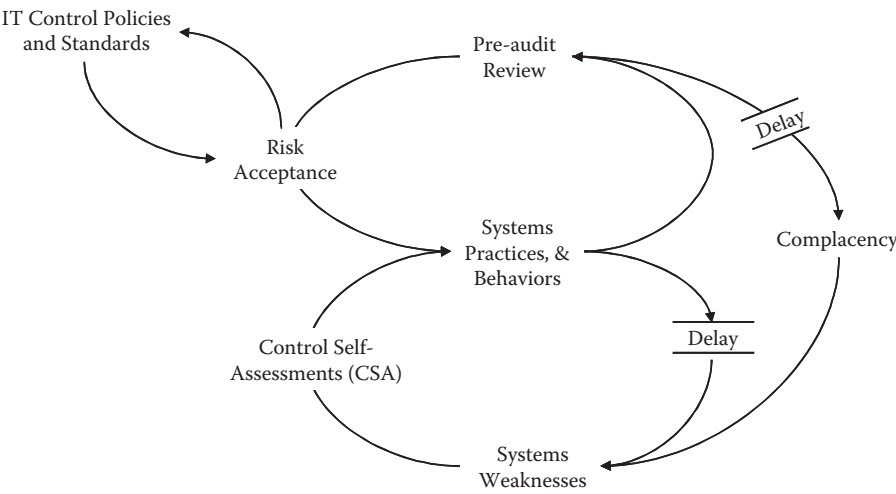 IT Control Policies
and Standards
Pre-audit
Review
Delay
Risk
Acceptance
Systems
Practices, &
Behaviors
Complacency
Delay
Control Self-
Assessments (CSA)
Systems
Weaknesses